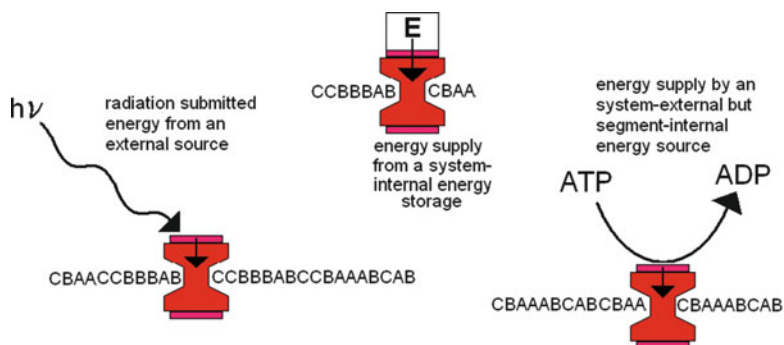 hν
radiation submitted
energy from an
external source
CBAACCBBBAB CCBBBABCCBAAABCAB
E
CCBBBAB CBAA
energy supply
from a system-
internal energy
storage
energy supply by an
system-external but
segment-internal
energy source
ATP ADP
CBAAABCABCBAA CBAAABCAB